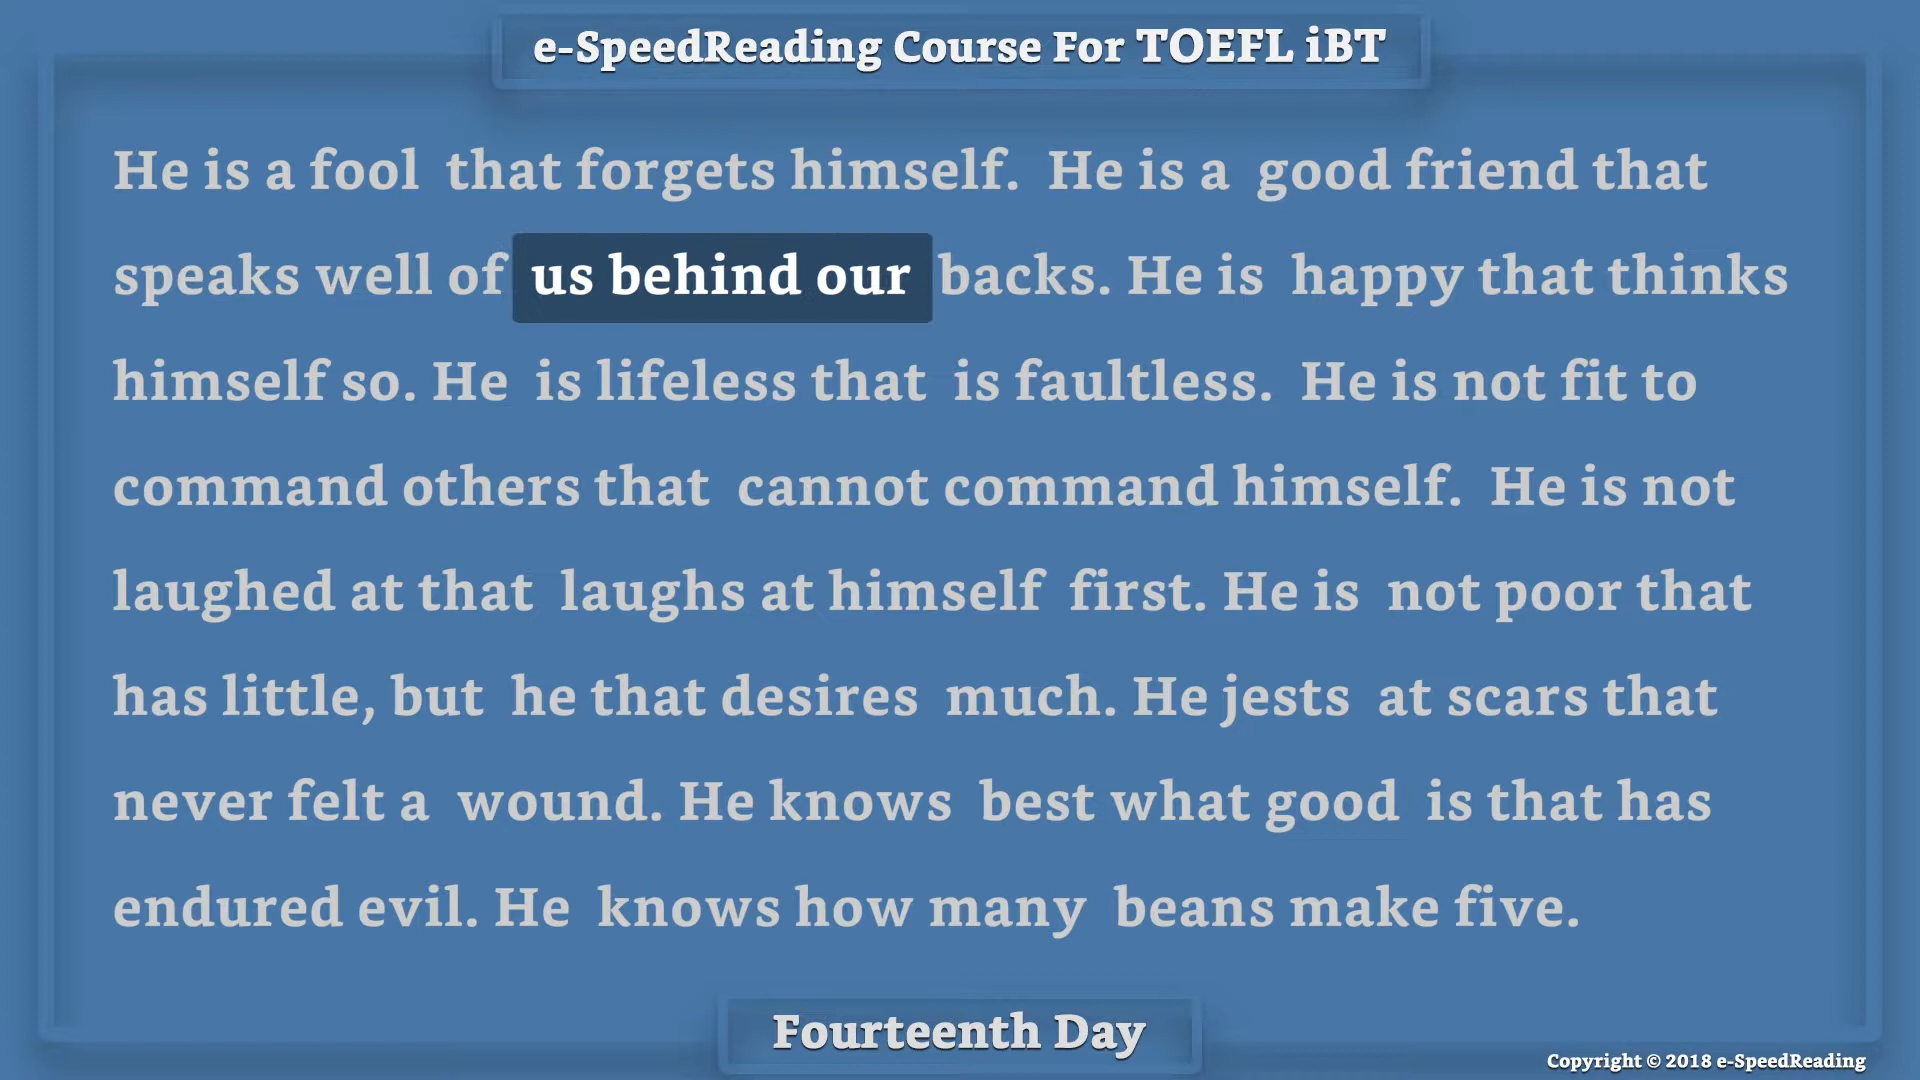 e-SpeedReading Course For TOEFL iBT
He is a fool that forgets himself. He is a good friend that
speaks well of us behind our backs. He is happy that thinks
himself so. He is lifeless that is faultless. He is not fit to
command others that cannot command himself. He is not
laughed at that laughs at himself first. He is not poor that
has little, but he that desires much. He jests at scars that
never felt a wound. He knows best what good is that has
endured evil. He knows how many beans make five.
Fourteenth Day
Copyright © 2018 e-SpeedReading